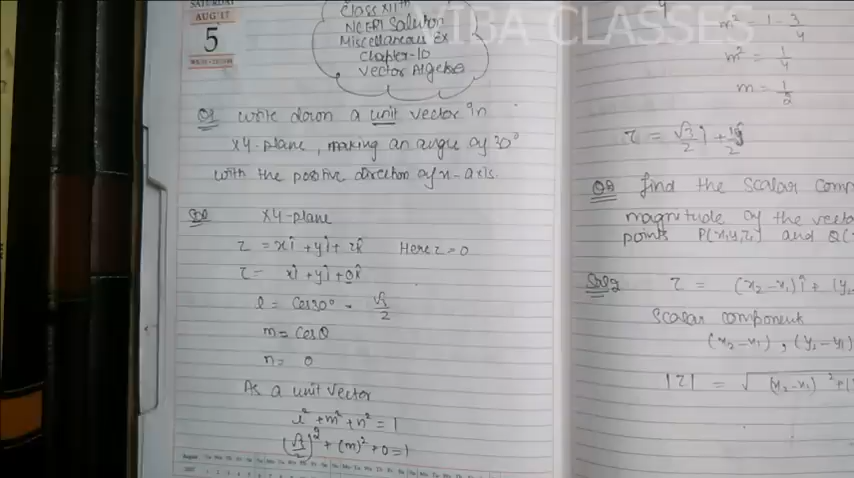 SATURDAY
AUG'17
5
Class XIIth
NCERT Solution
Miscellaneous Ex
Chapter-10
Vector Algebra
VIBA CLASSES
Q1 write down a unit vector in
XY-plane, making an angle of 30°
with the positive direction of x-axis.
Sol XY-plane
r = xî + yĵ + zk̂ Here z = 0
r = xî + yĵ + 0k̂
l = Cos30° = √3/2
m = Cosθ
n = 0
As a unit vector
l² + m² + n² = 1
(√3/2)² + (m)² + 0 = 1
August
4
m² = 1 - 3/4
m² = 1/4
m = 1/2
r = √3/2 î + 1/2 ĵ
Q2 find the scalar comp
magnitude of the vecto
points P(x₁y₁z₁) and Q(
Sol2 r = (x₂-x₁)î + (y₂
Scalar component
(x₂-x₁), (y₂-y₁)
|r| = √(x₂-x₁)² + (